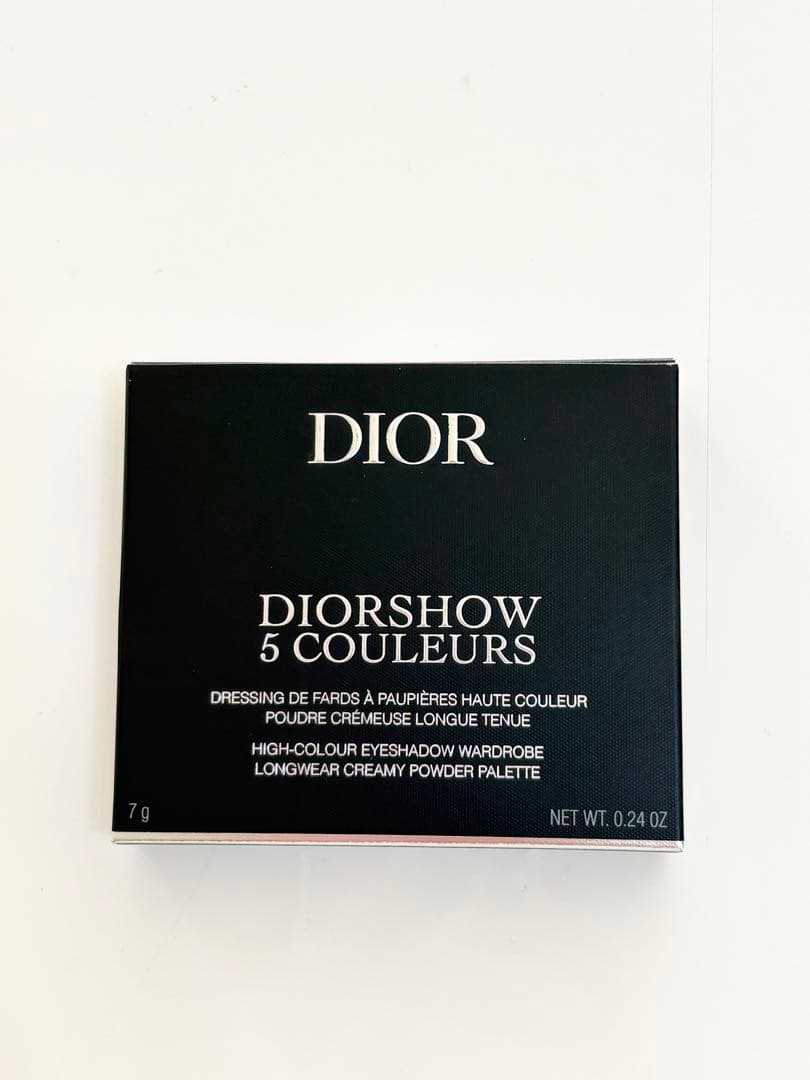 DIOR
DIORSHOW
5 COULEURS
DRESSING DE FARDS À PAUPIÈRES HAUTE COULEUR
POUDRE CRÉMEUSE LONGUE TENUE
HIGH-COLOUR EYESHADOW WARDROBE
LONGWEAR CREAMY POWDER PALETTE
7 g
NET WT. 0.24 OZ